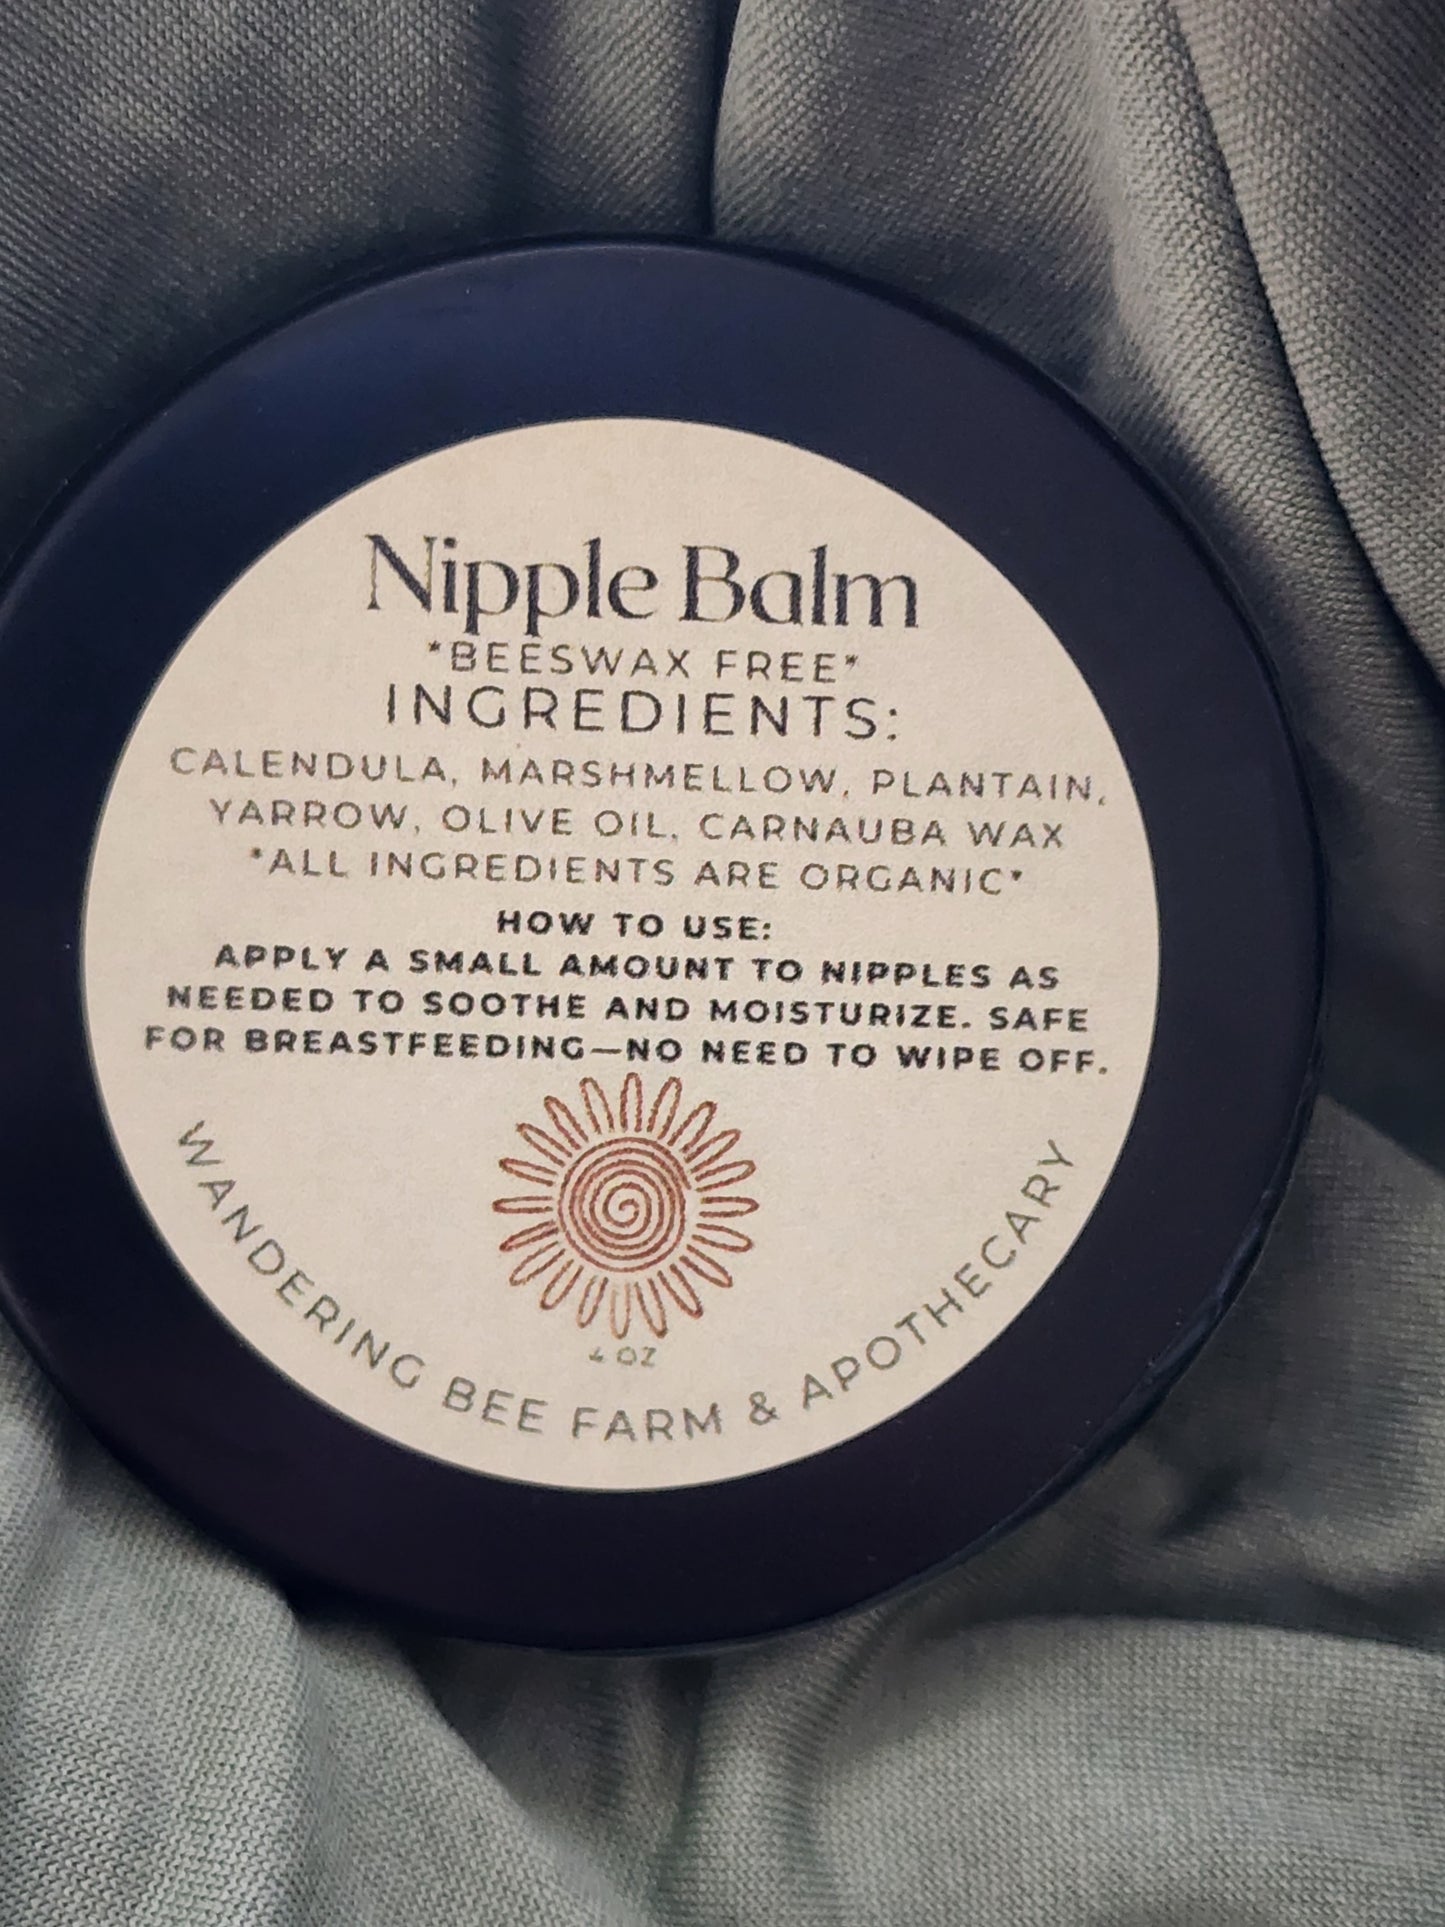 Nipple Balm
*BEESWAX FREE*
INGREDIENTS:
CALENDULA, MARSHMELLOW, PLANTAIN,
YARROW, OLIVE OIL, CARNAUBA WAX
*ALL INGREDIENTS ARE ORGANIC*
HOW TO USE:
APPLY A SMALL AMOUNT TO NIPPLES AS
NEEDED TO SOOTHE AND MOISTURIZE. SAFE
FOR BREASTFEEDING—NO NEED TO WIPE OFF.
4 OZ
WANDERING BEE FARM & APOTHECARY